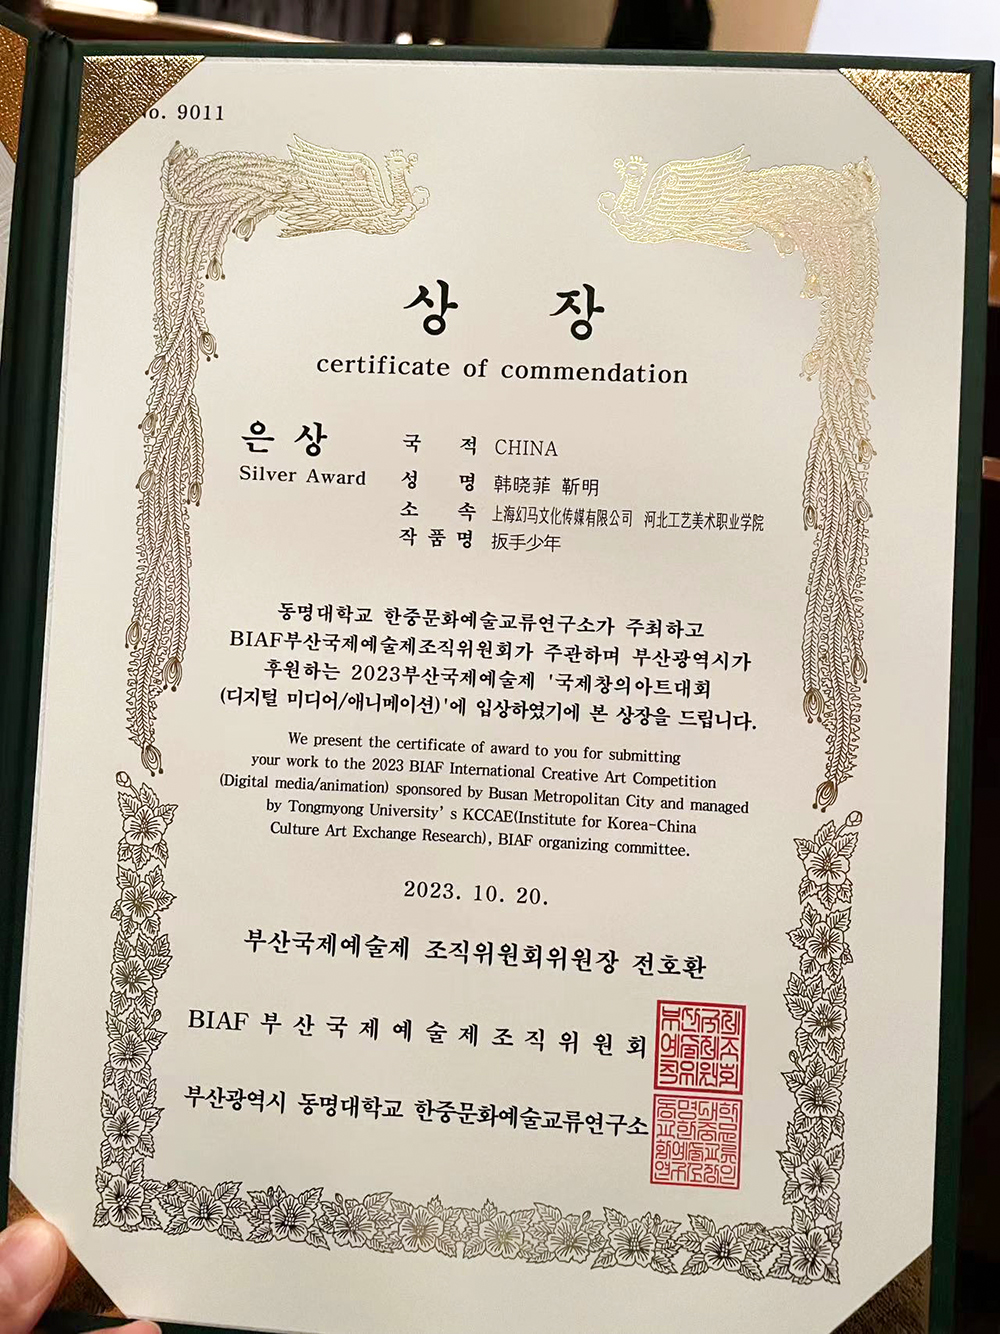 No. 9011
상 장
certificate of commendation
은 상
Silver Award
국 적 CHINA
성 명 韩晓菲 靳明
소 속 上海幻马文化传媒有限公司 河北工艺美术职业学院
작 품 명 扳手少年
동명대학교 한중문화예술교류연구소가 주최하고
BIAF부산국제예술제조직위원회가 주관하며 부산광역시가
후원하는 2023부산국제예술제 '국제창의아트대회
(디지털 미디어/애니메이션)'에 입상하였기에 본 상장을 드립니다.
We present the certificate of award to you for submitting
your work to the 2023 BIAF International Creative Art Competition
(Digital media/animation) sponsored by Busan Metropolitan City and managed
by Tongmyong University’s KCCAE(Institute for Korea-China
Culture Art Exchange Research), BIAF organizing committee.
2023. 10. 20.
부산국제예술제 조직위원회위원장 전호환
BIAF 부 산 국 제 예 술 제 조 직 위 원 회
부산광역시 동명대학교 한중문화예술교류연구소